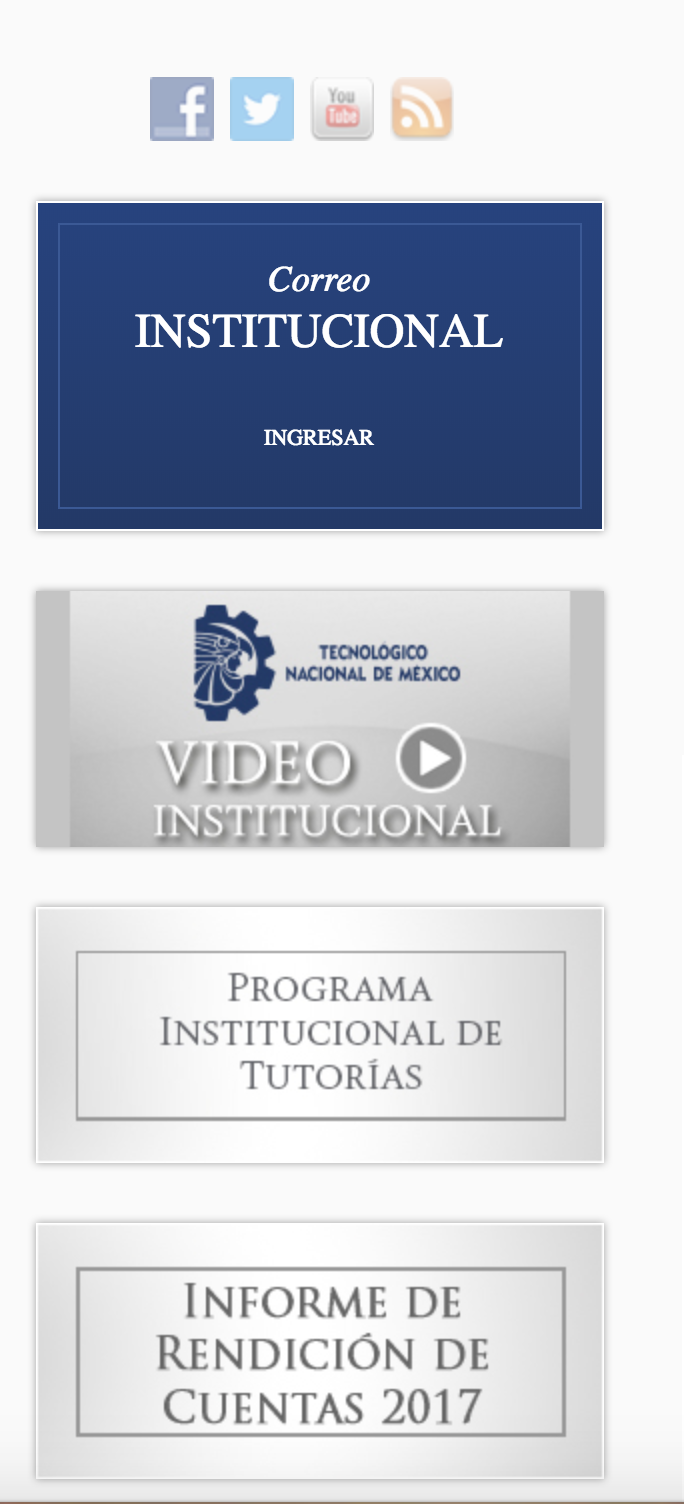 You
Tube
Correo
INSTITUCIONAL
INGRESAR
TECNOLÓGICO
NACIONAL DE MÉXICO
VIDEO
INSTITUCIONAL
PROGRAMA
INSTITUCIONAL DE
TUTORÍAS
INFORME DE
RENDICIÓN DE
CUENTAS 2017